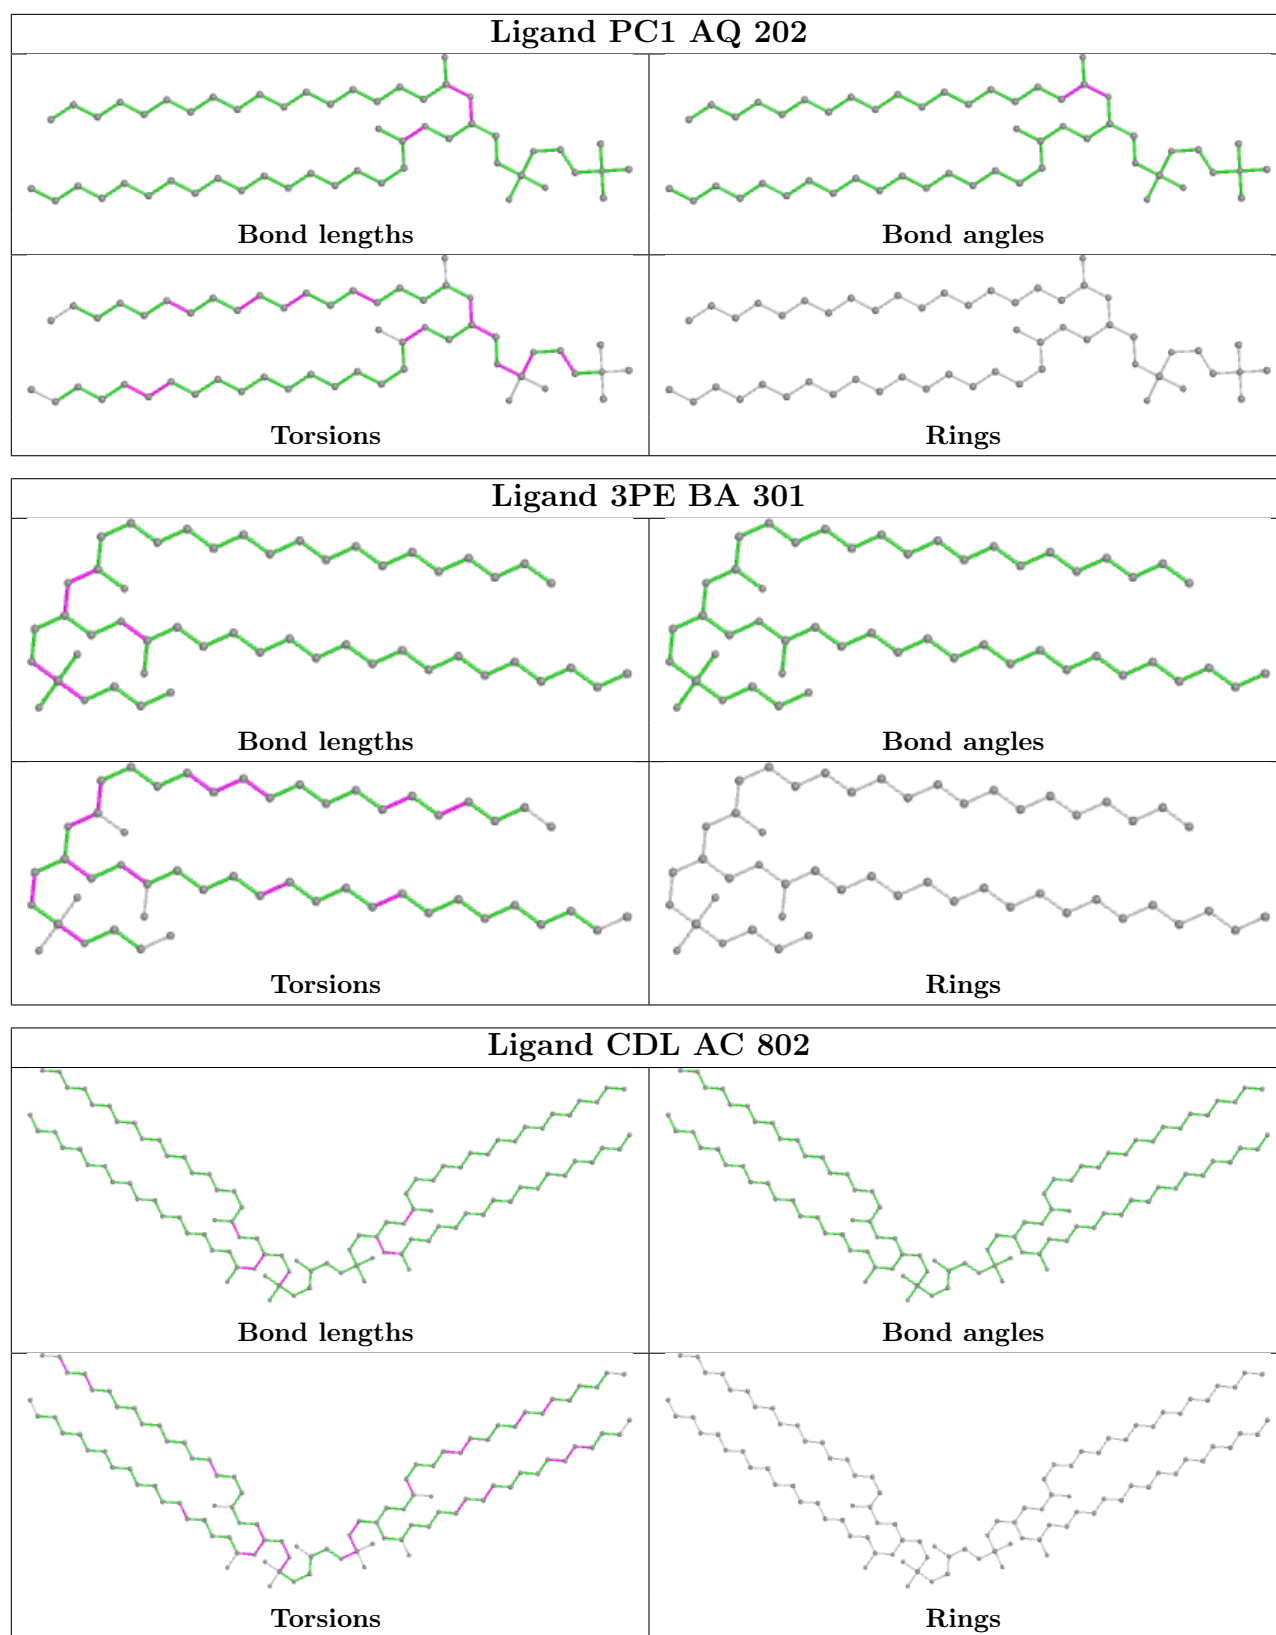 Ligand PC1 AQ 202
Bond lengths
Bond angles
Torsions
Rings
Ligand 3PE BA 301
Bond lengths
Bond angles
Torsions
Rings
Ligand CDL AC 802
Bond lengths
Bond angles
Torsions
Rings